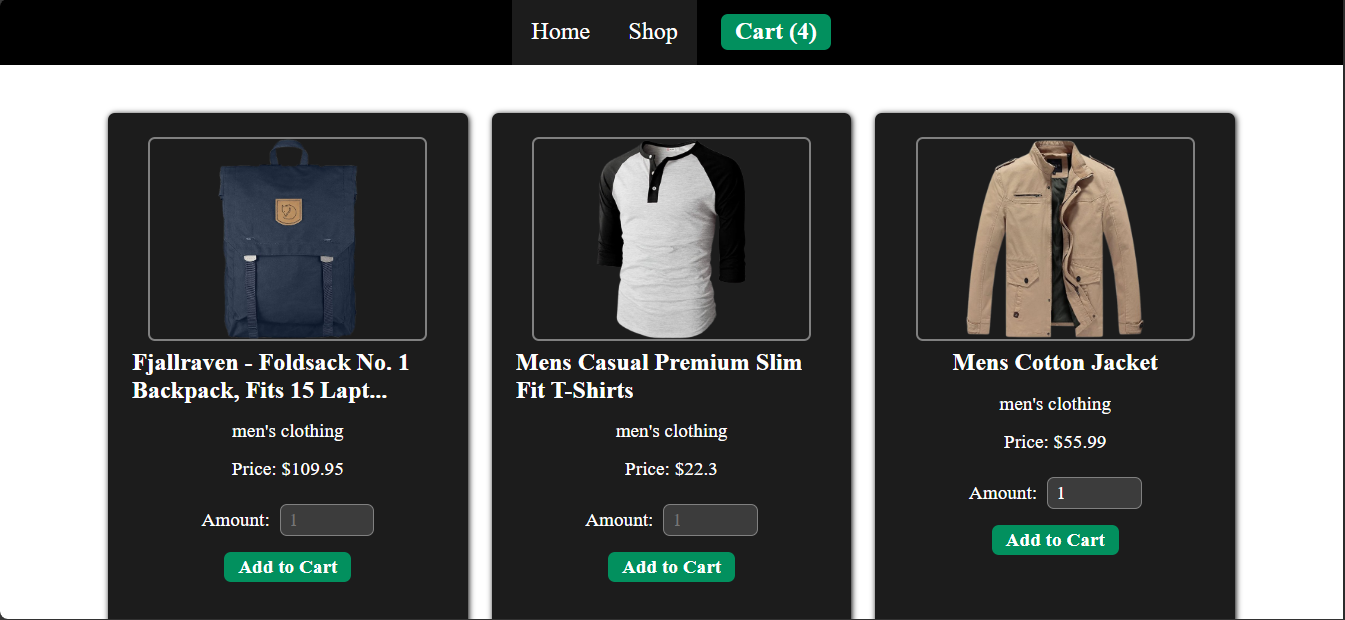 Home Shop Cart (4)
Fjallraven - Foldsack No. 1
Backpack, Fits 15 Lapt...
men's clothing
Price: $109.95
Amount: 1
Add to Cart
Mens Casual Premium Slim
Fit T-Shirts
men's clothing
Price: $22.3
Amount: 1
Add to Cart
Mens Cotton Jacket
men's clothing
Price: $55.99
Amount: 1
Add to Cart